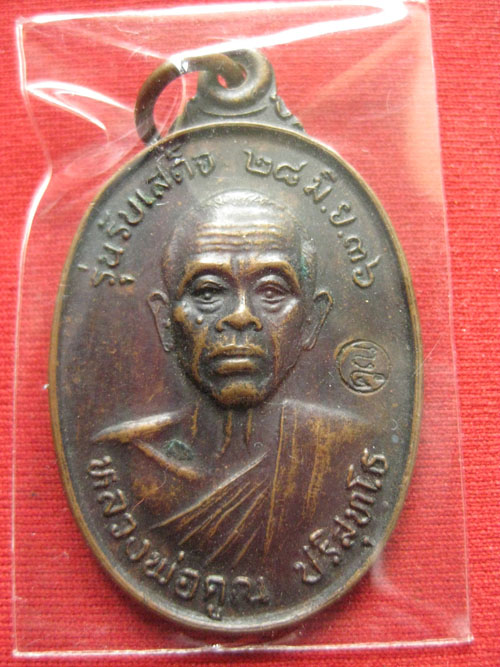 รุ่นรับเสด็จ ๒๘ มิ.ย.๓๖
คูณ
หลวงพ่อคูณ ปริสุทฺโธ